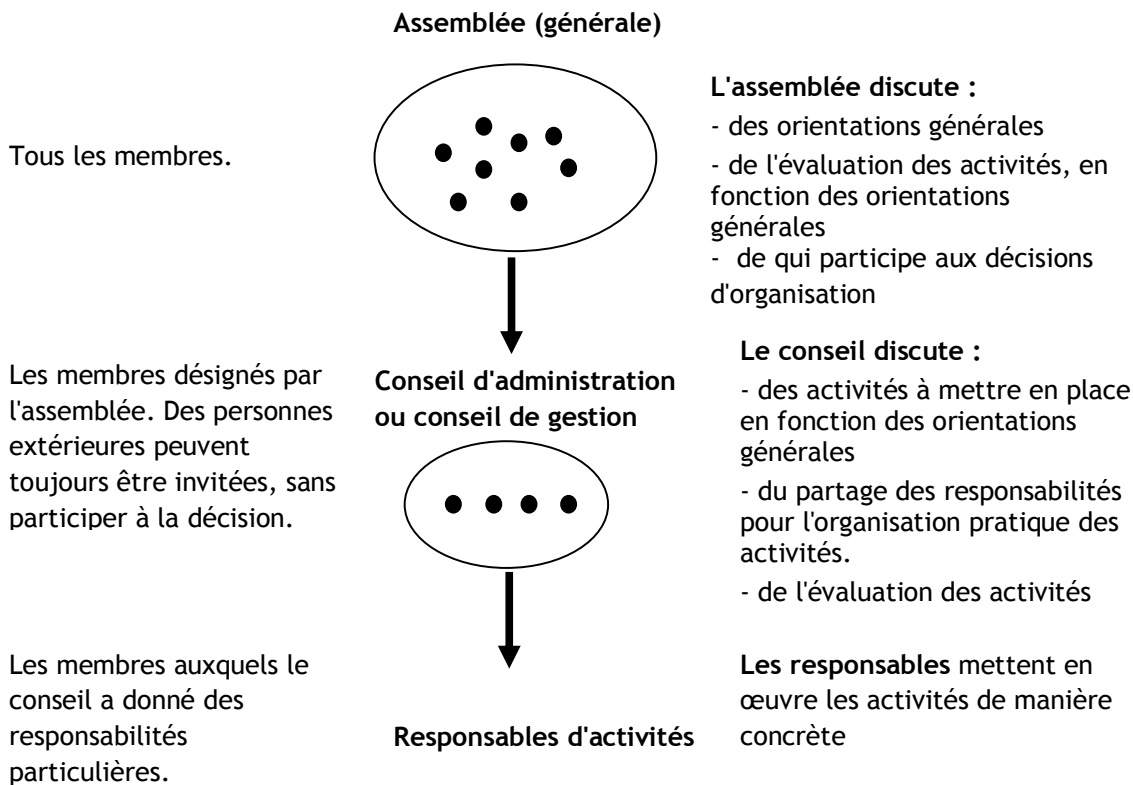 Assemblée (générale)
Tous les membres.
L'assemblée discute :
- des orientations générales
- de l'évaluation des activités, en
fonction des orientations
générales
- de qui participe aux décisions
d'organisation
Les membres désignés par
l'assemblée. Des personnes
extérieures peuvent
toujours être invitées, sans
participer à la décision.
Conseil d'administration
ou conseil de gestion
Le conseil discute :
- des activités à mettre en place
en fonction des orientations
générales
- du partage des responsabilités
pour l'organisation pratique des
activités.
- de l'évaluation des activités
Les membres auxquels le
conseil a donné des
responsabilités
particulières.
Responsables d'activités
Les responsables mettent en
œuvre les activités de manière
concrète